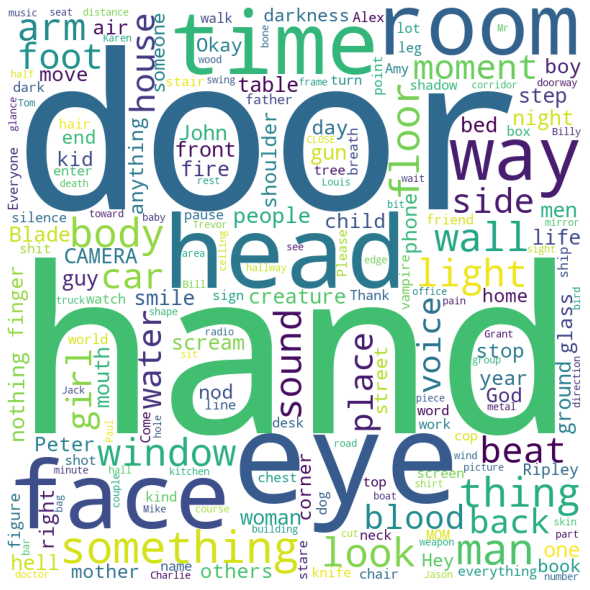 music seat distance walk darkness Alex lot half Karen Mr
arm air someone Okay leg time room
foot house move table Amy point moment boy
dark stair wood swing turn father shadow step corridor doorway
glance Tom frame
door
hair John day CLOSE bed box night Billy
Everyone end kid front gun breath
enter fire tree Louis way
death rest anything shoulder floor side
silence toward baby Trevor pause people bit wait friend men mirror
Blade shit body area ceiling see child Please phone wall life sight
CAMERA Bill hallway head edge vampire light ship
guy smile sign creature Thank home office pain bird
truck watch car
finger shape
nothing world girl mouth water radio scream sound place street voice stop Grant year group direction
sit nod God ground glass
Jack Come line desk word piece metal
hole work
Peter Paul window road cop wind beat
shot hall hand
minute kitchen eye screen picture Ripley
face chest corner top shirt thing
figure right bag couple kind dog boat skin
Mike woman blood back
bar course building neck cut MOM part
something look man one
hell others Hey book
doctor mother name Charlie stare knife chair weapon Jason everything number